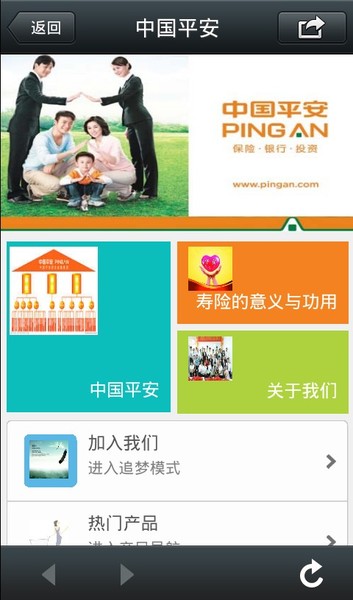 返回
中国平安
中国平安
PINGAN
保险·银行·投资
www.pingan.com
寿险的意义与功用
中国平安
关于我们
加入我们
进入追梦模式
热门产品